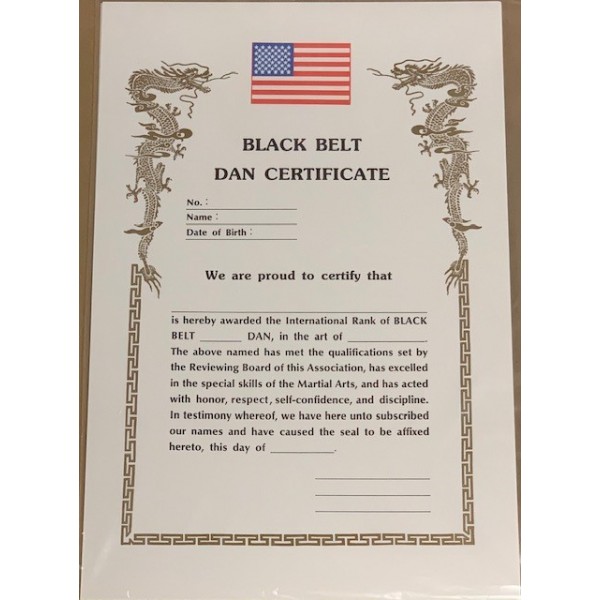 BLACK BELT
DAN CERTIFICATE
No. :
Name :
Date of Birth :
We are proud to certify that
is hereby awarded the International Rank of BLACK
BELT ________ DAN, in the art of ________________
The above named has met the qualifications set by
the Reviewing Board of this Association, has excelled
in the special skills of the Martial Arts, and has acted
with honor, respect, self-confidence, and discipline.
In testimony whereof, we have here unto subscribed
our names and have caused the seal to be affixed
hereto, this day of ____________.